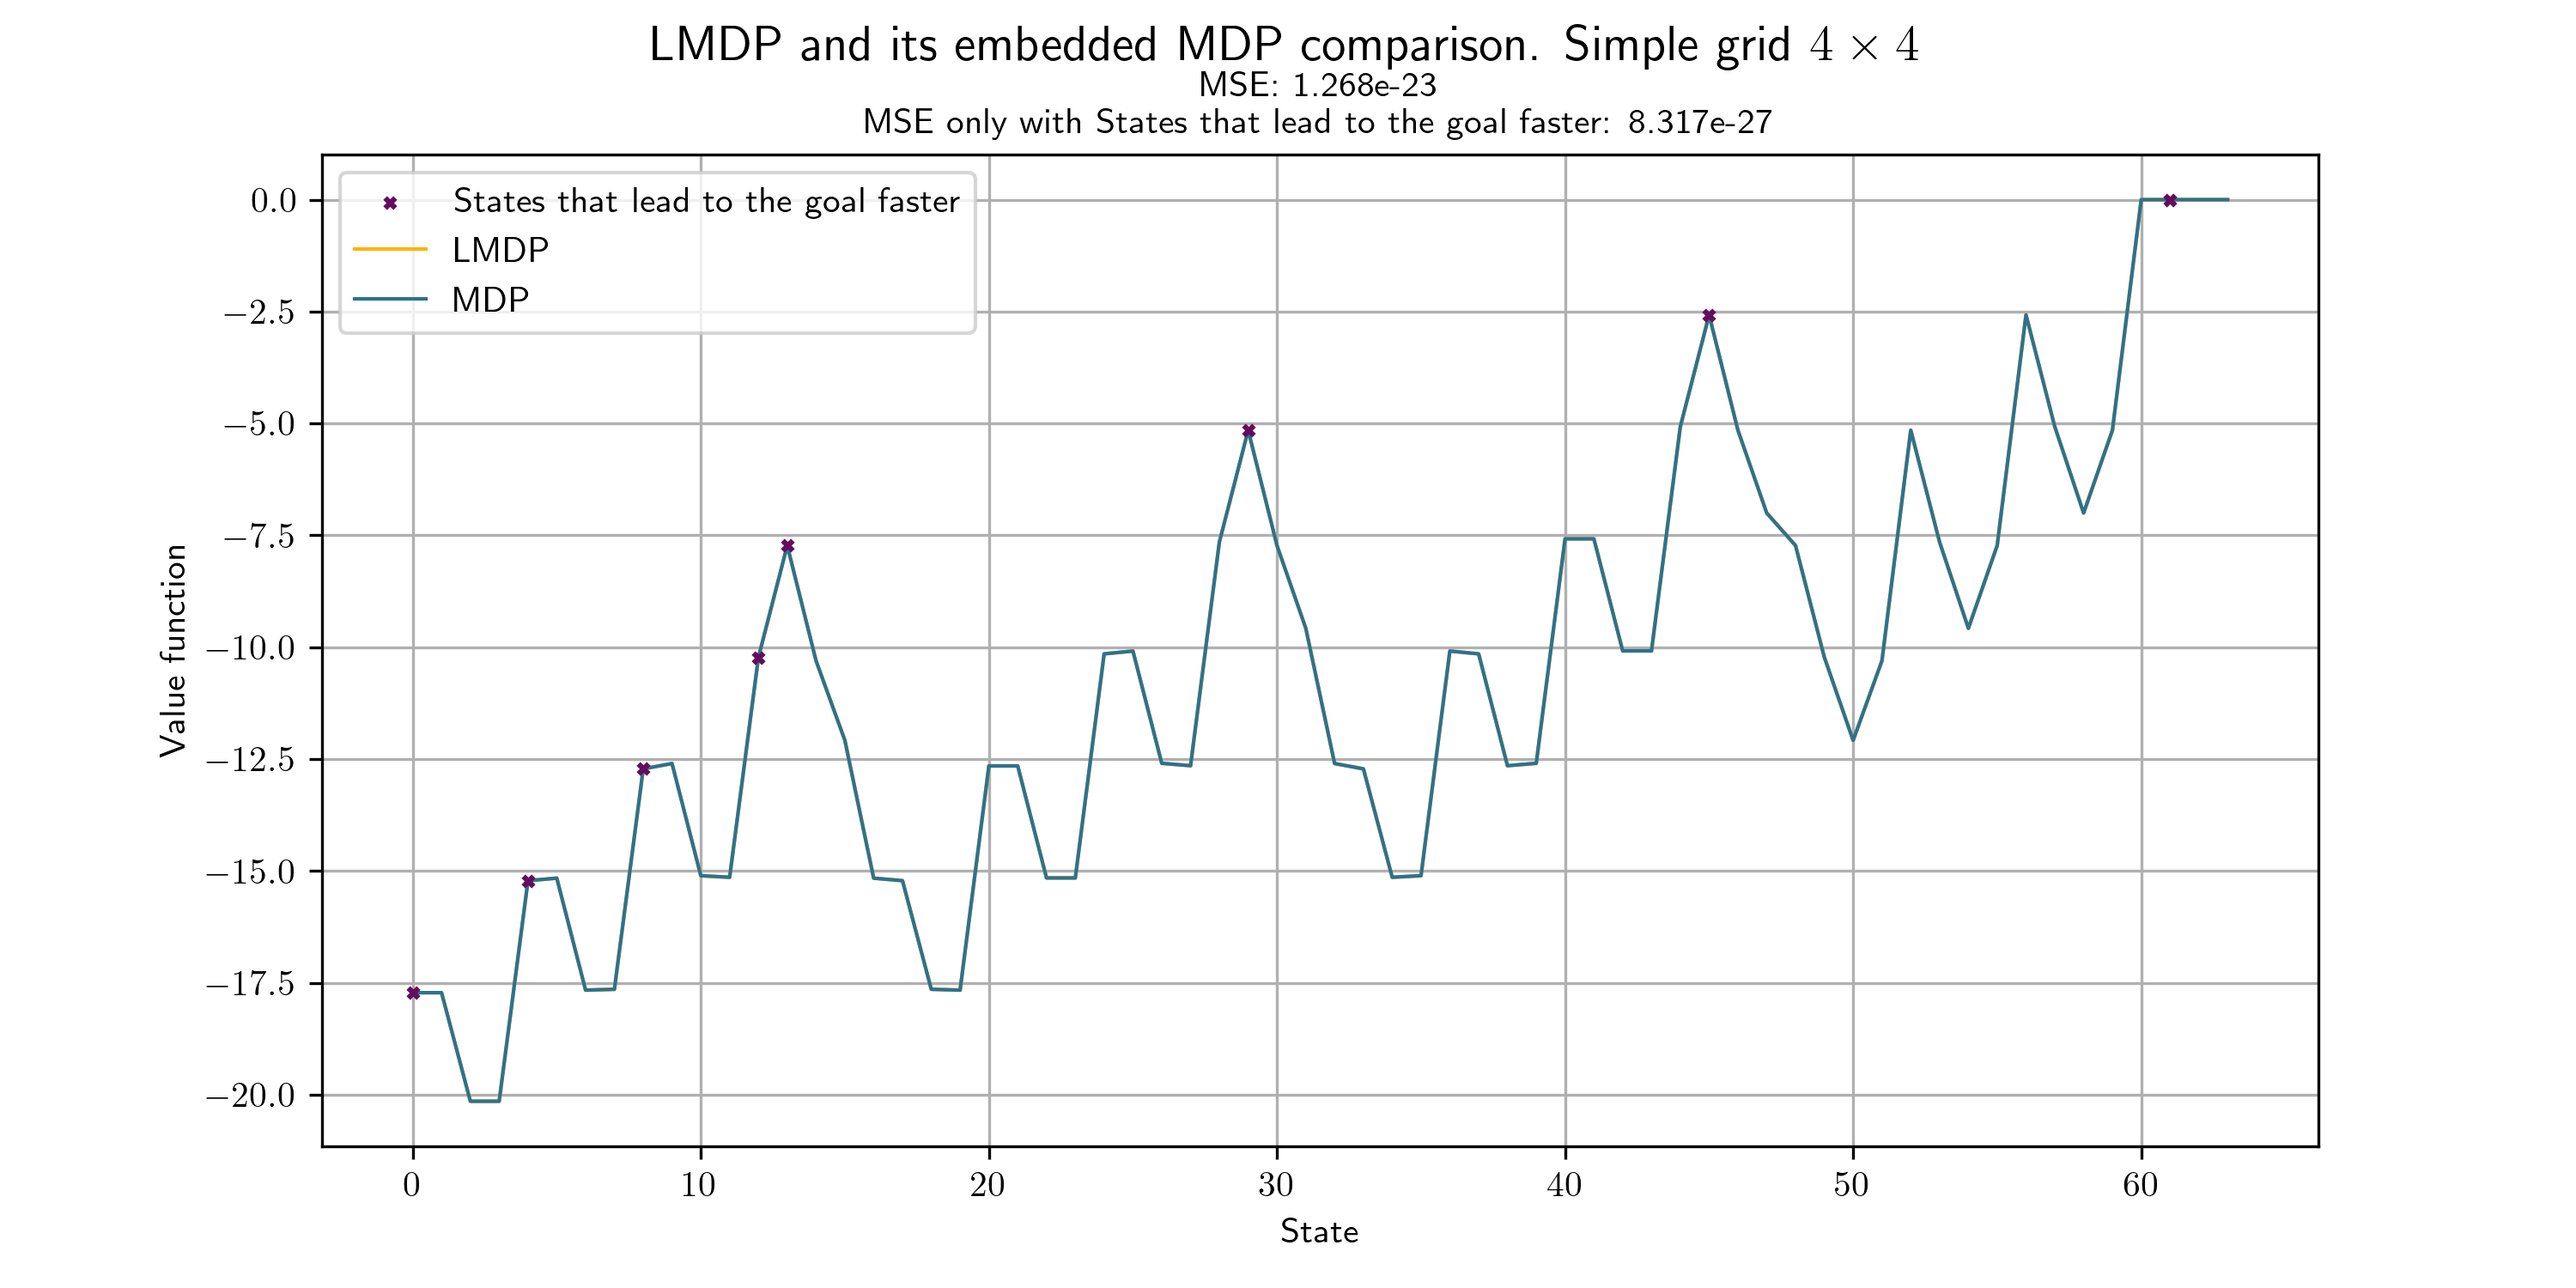 LMDP and its embedded MDP comparison. Simple grid 4 × 4
MSE: 1.268e-23
MSE only with States that lead to the goal faster: 8.317e-27
States that lead to the goal faster
LMDP
MDP
0.0
−2.5
−5.0
−7.5
−10.0
−12.5
−15.0
−17.5
−20.0
Value function
0 10 20 30 40 50 60
State